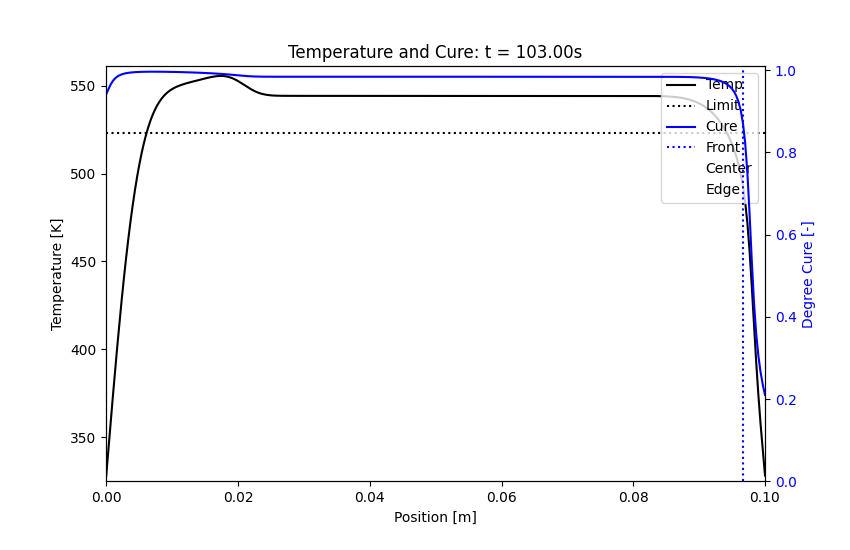 Temperature and Cure: t = 103.00s
Temperature [K]
550
500
450
400
350
0.00
0.02
0.04
0.06
0.08
0.10
Position [m]
1.0
0.8
0.6
0.4
0.2
0.0
Degree Cure [-]
Temp
Limit
Cure
Front
Center
Edge